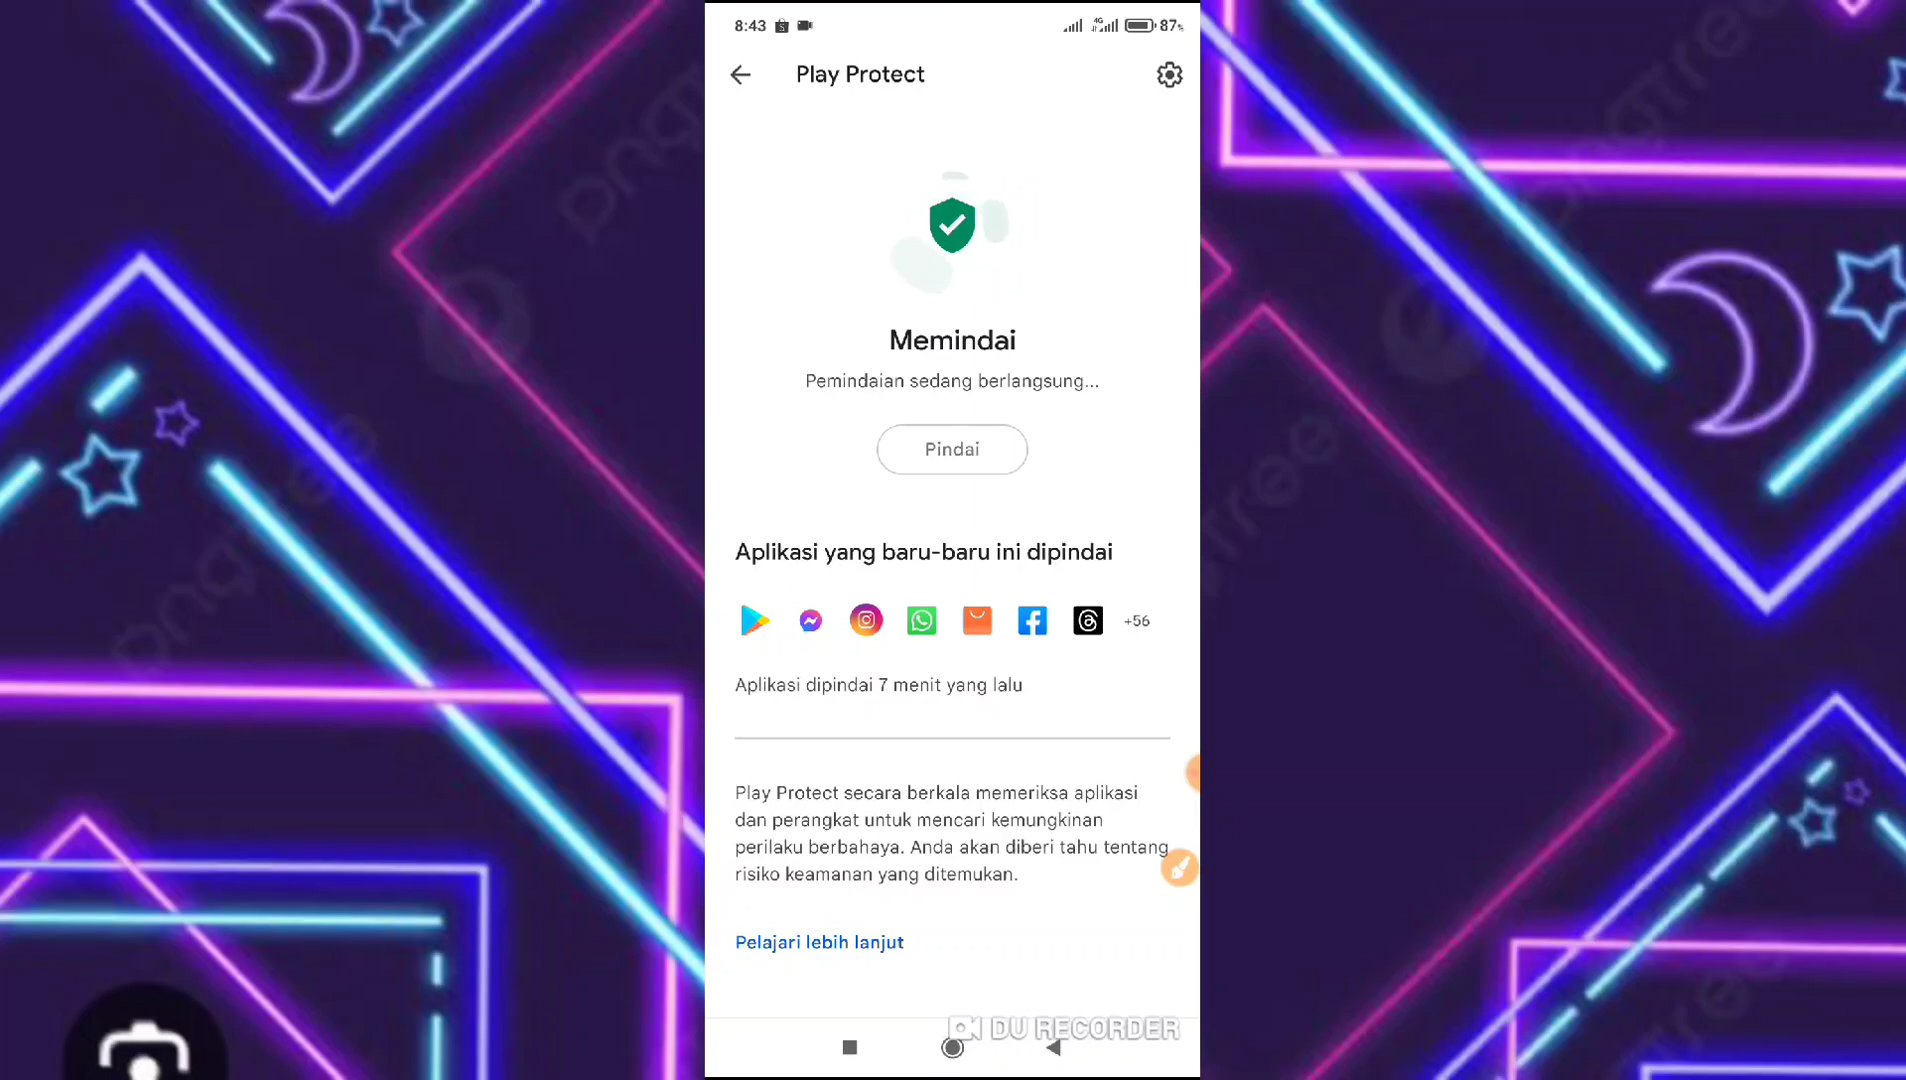 8:43
4G
87%
Play Protect
Memindai
Pemindaian sedang berlangsung...
Pindai
Aplikasi yang baru-baru ini dipindai
+56
Aplikasi dipindai 7 menit yang lalu
Play Protect secara berkala memeriksa aplikasi
dan perangkat untuk mencari kemungkinan
perilaku berbahaya. Anda akan diberi tahu tentang
risiko keamanan yang ditemukan.
Pelajari lebih lanjut
DU RECORDER
pngtree